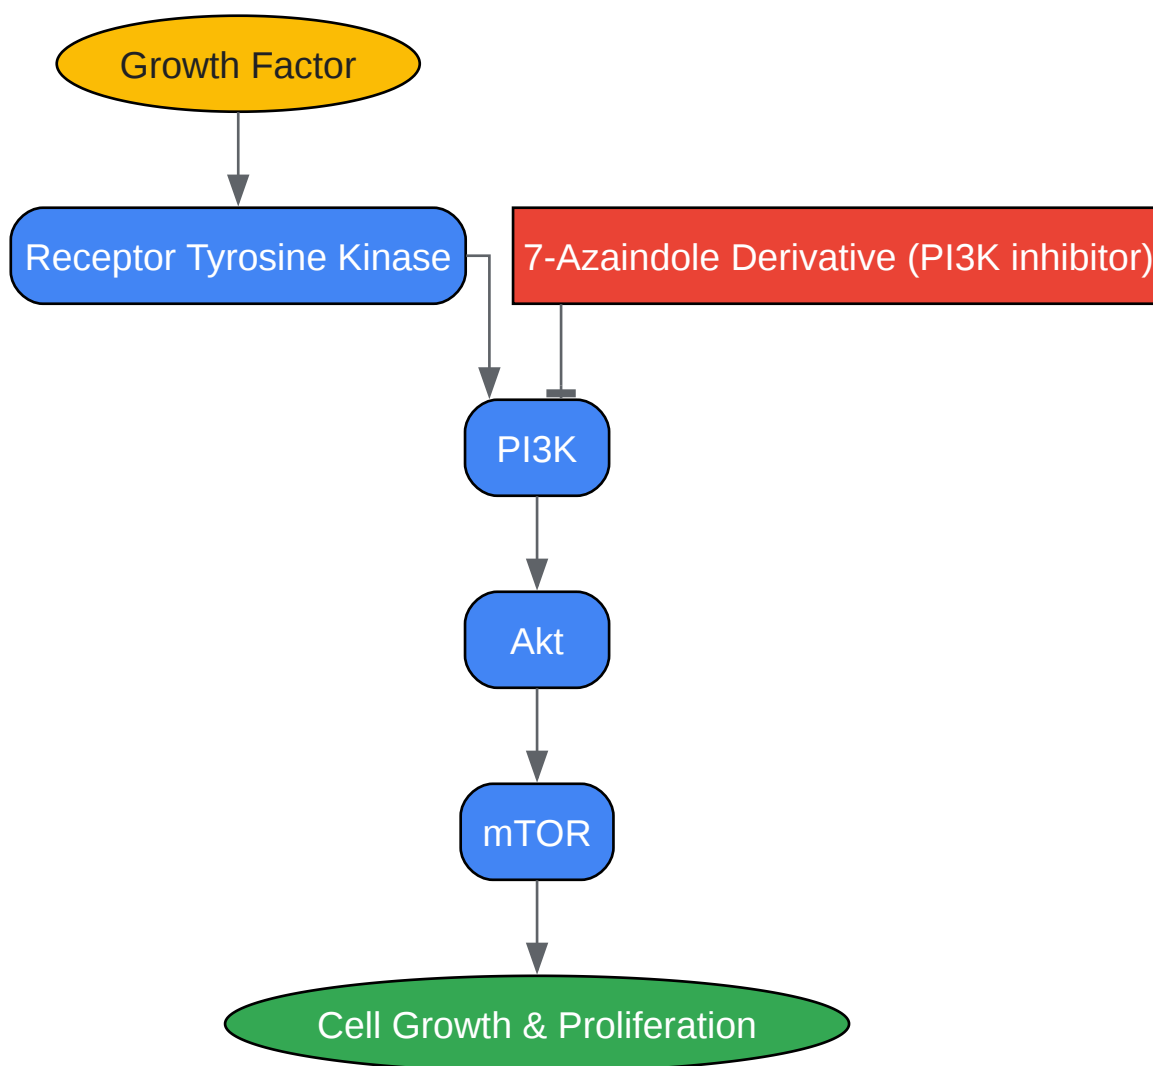 Growth Factor
Receptor Tyrosine Kinase
7-Azaindole Derivative (PI3K inhibitor)
PI3K
Akt
mTOR
Cell Growth & Proliferation